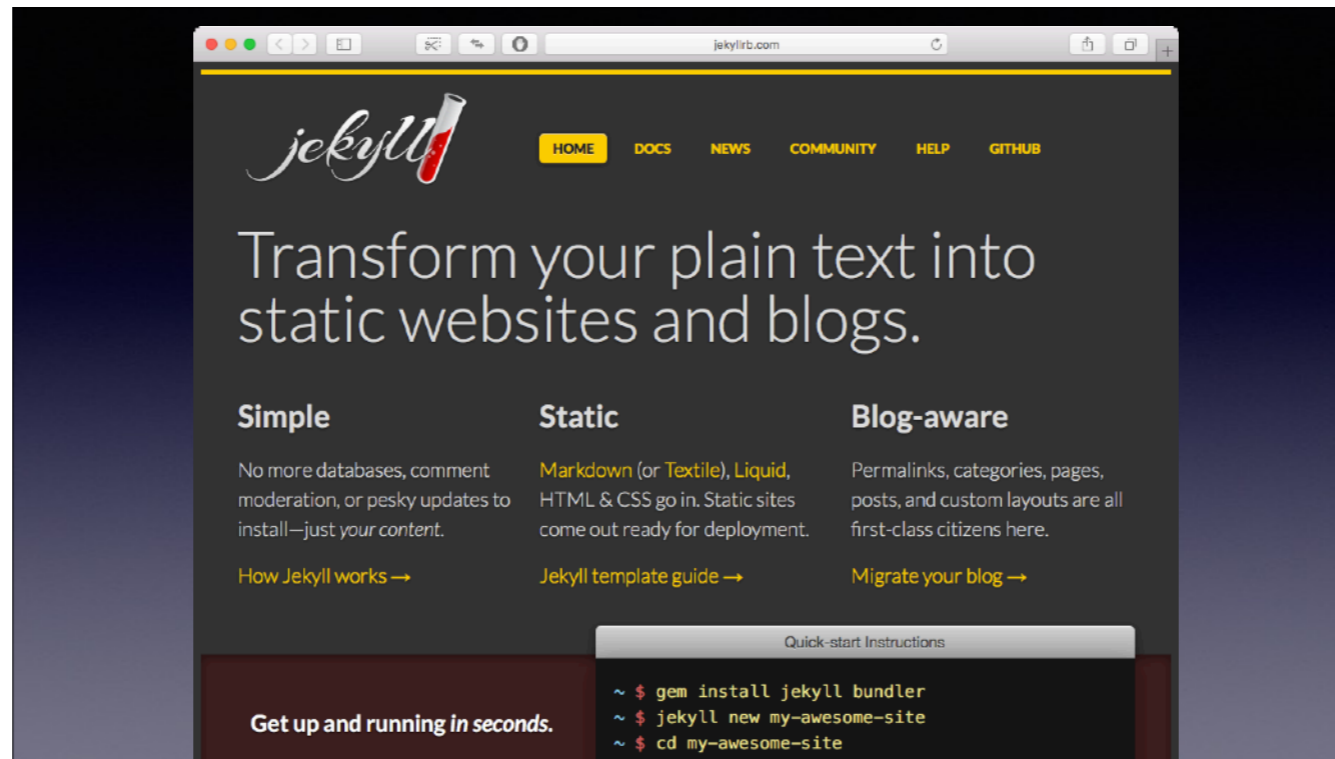 jekyllrb.com
jekyll
HOME DOCS NEWS COMMUNITY HELP GITHUB
Transform your plain text into
static websites and blogs.
Simple
No more databases, comment
moderation, or pesky updates to
install—just your content.
How Jekyll works →
Static
Markdown (or Textile), Liquid,
HTML & CSS go in. Static sites
come out ready for deployment.
Jekyll template guide →
Blog-aware
Permalinks, categories, pages,
posts, and custom layouts are all
first-class citizens here.
Migrate your blog →
Get up and running in seconds.
Quick-start Instructions
~ $ gem install jekyll bundler
~ $ jekyll new my-awesome-site
~ $ cd my-awesome-site